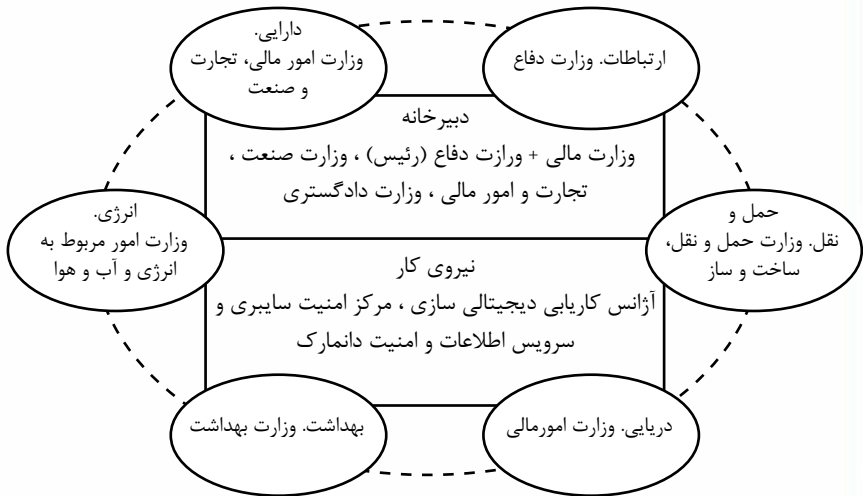 دارایی.
وزارت امور مالی، تجارت
و صنعت
ارتباطات. وزارت دفاع
دبیرخانه
وزارت مالی + ورازت دفاع (رئیس) ، وزارت صنعت ،
تجارت و امور مالی ، وزارت دادگستری
حمل و
نقل. وزارت حمل و نقل،
ساخت و ساز
انرژی.
وزارت امور مربوط به
انرژی و آب و هوا
نیروی کار
آژانس کاریابی دیجیتالی سازی ، مرکز امنیت سایبری و
سرویس اطلاعات و امنیت دانمارک
دریایی. وزارت امورمالی
بهداشت. وزارت بهداشت